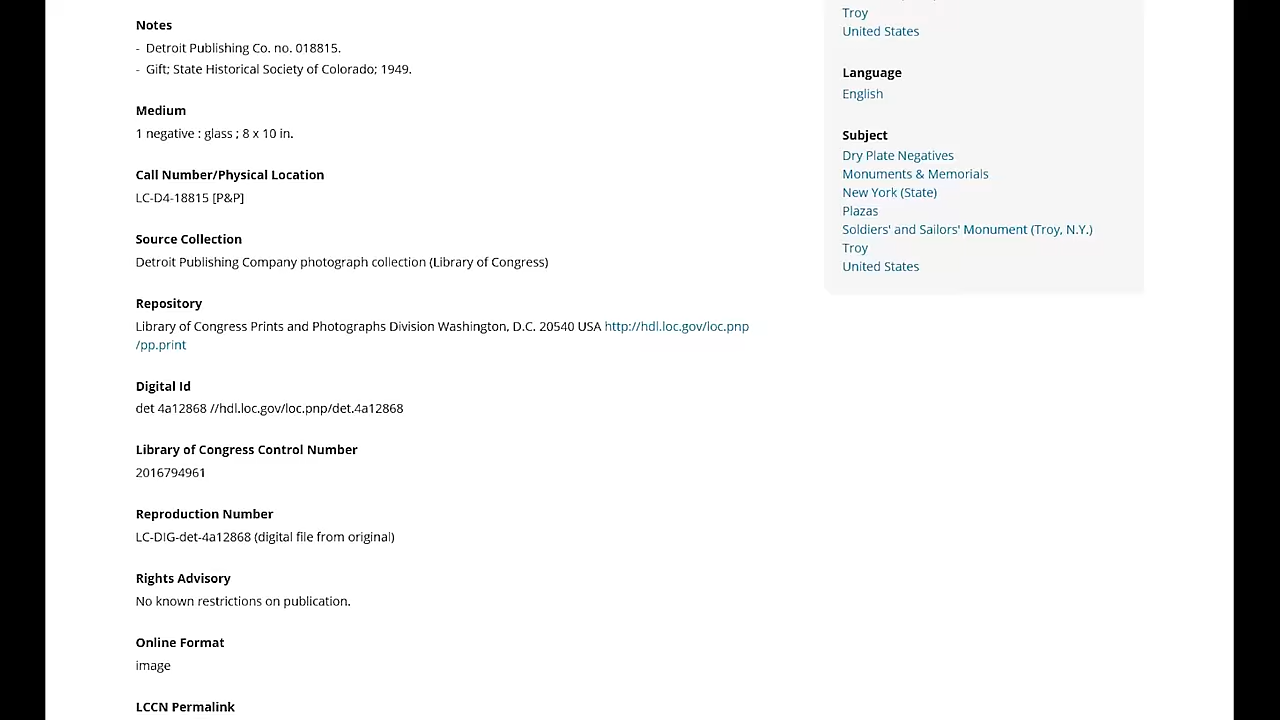 Notes
- Detroit Publishing Co. no. 018815.
- Gift; State Historical Society of Colorado; 1949.
Medium
1 negative : glass ; 8 x 10 in.
Call Number/Physical Location
LC-D4-18815 [P&P]
Source Collection
Detroit Publishing Company photograph collection (Library of Congress)
Repository
Library of Congress Prints and Photographs Division Washington, D.C. 20540 USA http://hdl.loc.gov/loc.pnp
/pp.print
Digital Id
det 4a12868 //hdl.loc.gov/loc.pnp/det.4a12868
Library of Congress Control Number
2016794961
Reproduction Number
LC-DIG-det-4a12868 (digital file from original)
Rights Advisory
No known restrictions on publication.
Online Format
image
LCCN Permalink
Troy
United States
Language
English
Subject
Dry Plate Negatives
Monuments & Memorials
New York (State)
Plazas
Soldiers' and Sailors' Monument (Troy, N.Y.)
Troy
United States